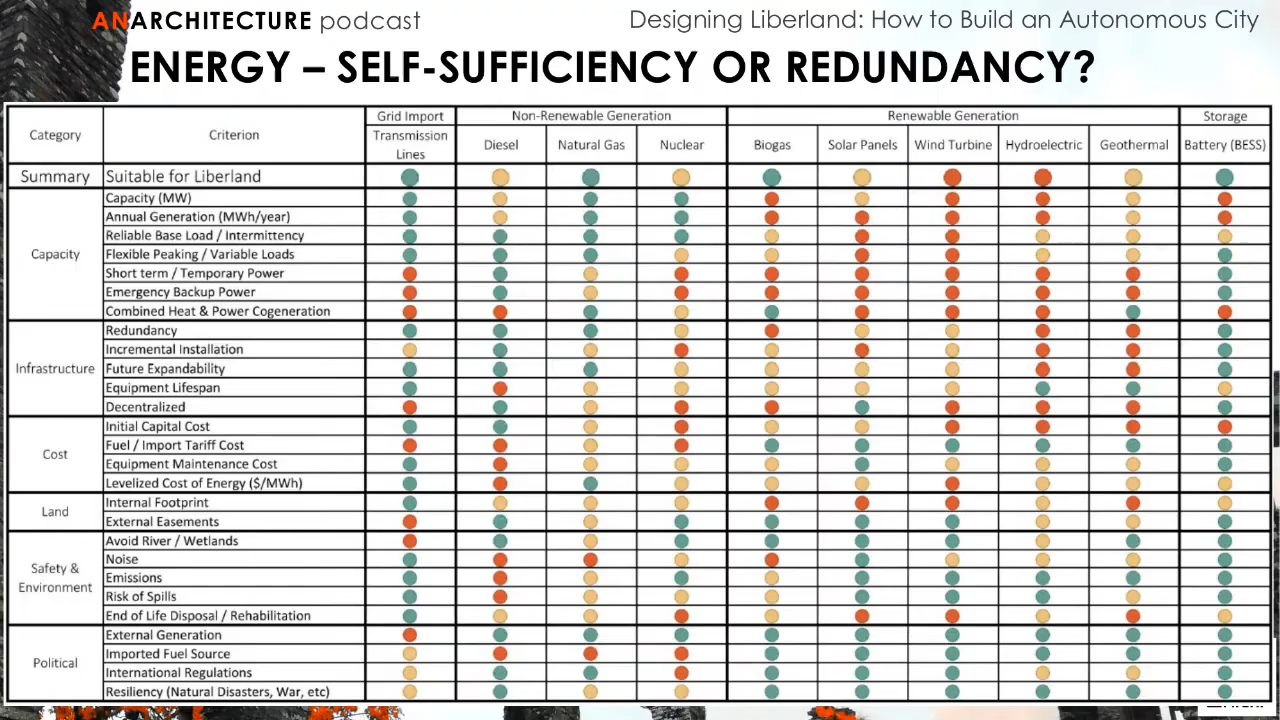 ANARCHITECTURE podcast
Designing Liberland: How to Build an Autonomous City
ENERGY – SELF-SUFFICIENCY OR REDUNDANCY?
Category
Criterion
Grid Import
Non-Renewable Generation
Renewable Generation
Storage
Transmission
Lines
Diesel
Natural Gas
Nuclear
Biogas
Solar Panels
Wind Turbine
Hydroelectric
Geothermal
Battery (BESS)
Summary
Suitable for Liberland
Capacity
Capacity (MW)
Annual Generation (MWh/year)
Reliable Base Load / Intermittency
Flexible Peaking / Variable Loads
Short term / Temporary Power
Emergency Backup Power
Combined Heat & Power Cogeneration
Infrastructure
Redundancy
Incremental Installation
Future Expandability
Equipment Lifespan
Decentralized
Cost
Initial Capital Cost
Fuel / Import Tariff Cost
Equipment Maintenance Cost
Levelized Cost of Energy ($/MWh)
Land
Internal Footprint
External Easements
Safety &
Environment
Avoid River / Wetlands
Noise
Emissions
Risk of Spills
End of Life Disposal / Rehabilitation
Political
External Generation
Imported Fuel Source
International Regulations
Resiliency (Natural Disasters, War, etc)